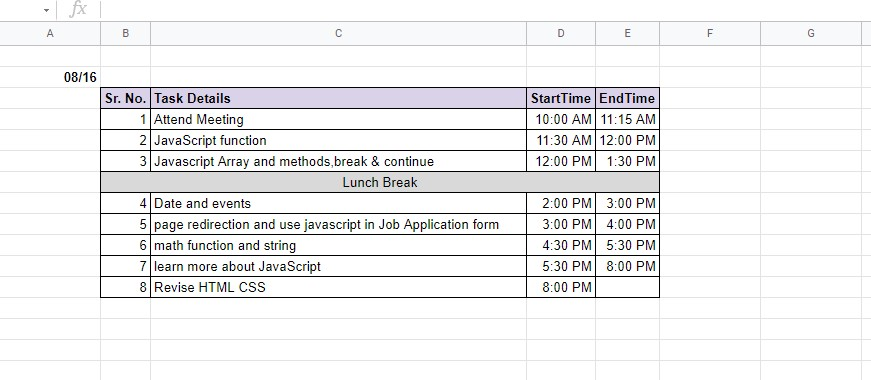 fx
A B C D E F G
08/16
Sr. No. Task Details StartTime EndTime
1 Attend Meeting 10:00 AM 11:15 AM
2 JavaScript function 11:30 AM 12:00 PM
3 Javascript Array and methods,break & continue 12:00 PM 1:30 PM
Lunch Break
4 Date and events 2:00 PM 3:00 PM
5 page redirection and use javascript in Job Application form 3:00 PM 4:00 PM
6 math function and string 4:30 PM 5:30 PM
7 learn more about JavaScript 5:30 PM 8:00 PM
8 Revise HTML CSS 8:00 PM